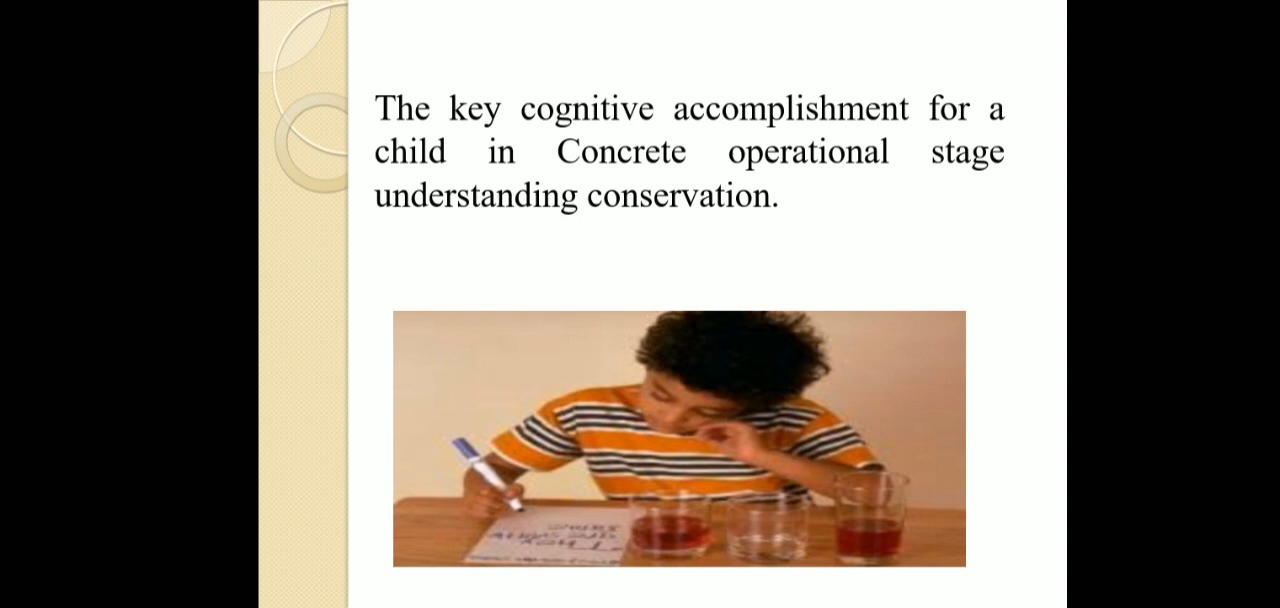 The key cognitive accomplishment for a
child in Concrete operational stage
understanding conservation.